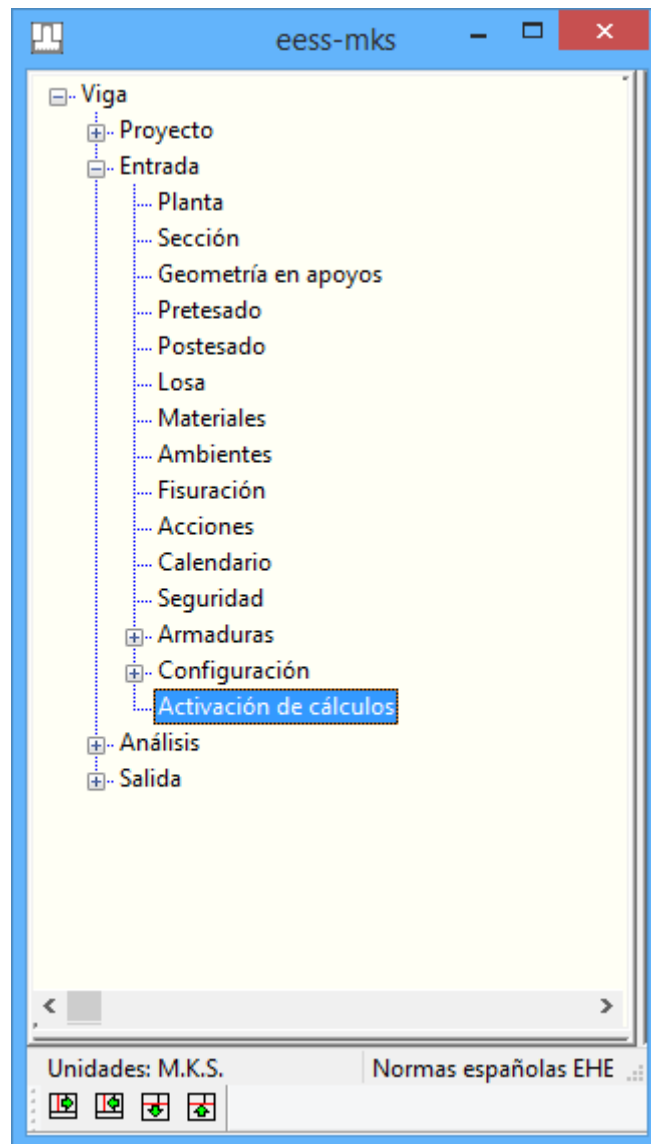 eess-mks
Viga
Proyecto
Entrada
Planta
Sección
Geometría en apoyos
Pretesado
Postesado
Losa
Materiales
Ambientes
Fisuración
Acciones
Calendario
Seguridad
Armaduras
Configuración
Activación de cálculos
Análisis
Salida
Unidades: M.K.S. Normas españolas EHE